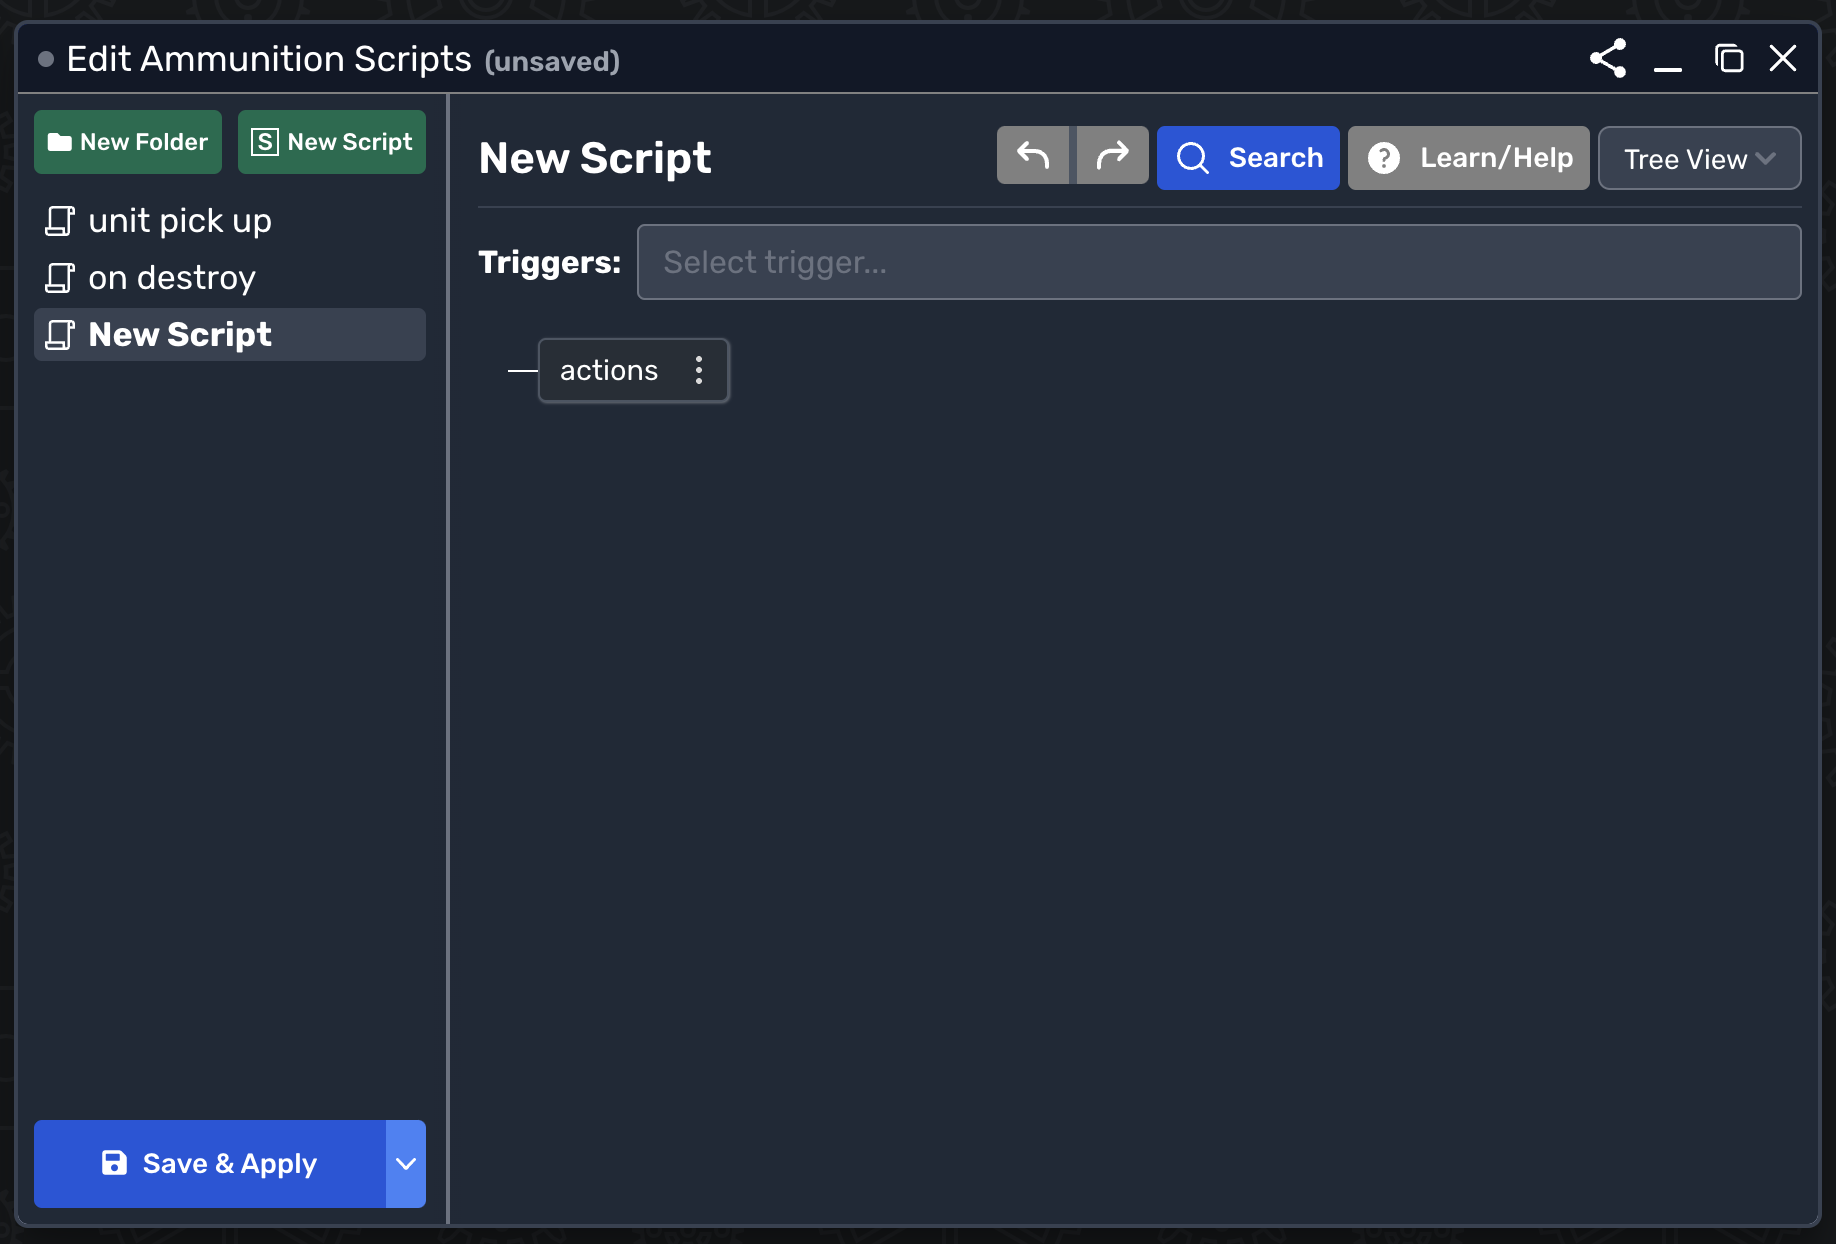 Edit Ammunition Scripts (unsaved)
New Folder
S New Script
unit pick up
on destroy
New Script
Save & Apply
New Script
Search
? Learn/Help
Tree View
Triggers: Select trigger...
actions